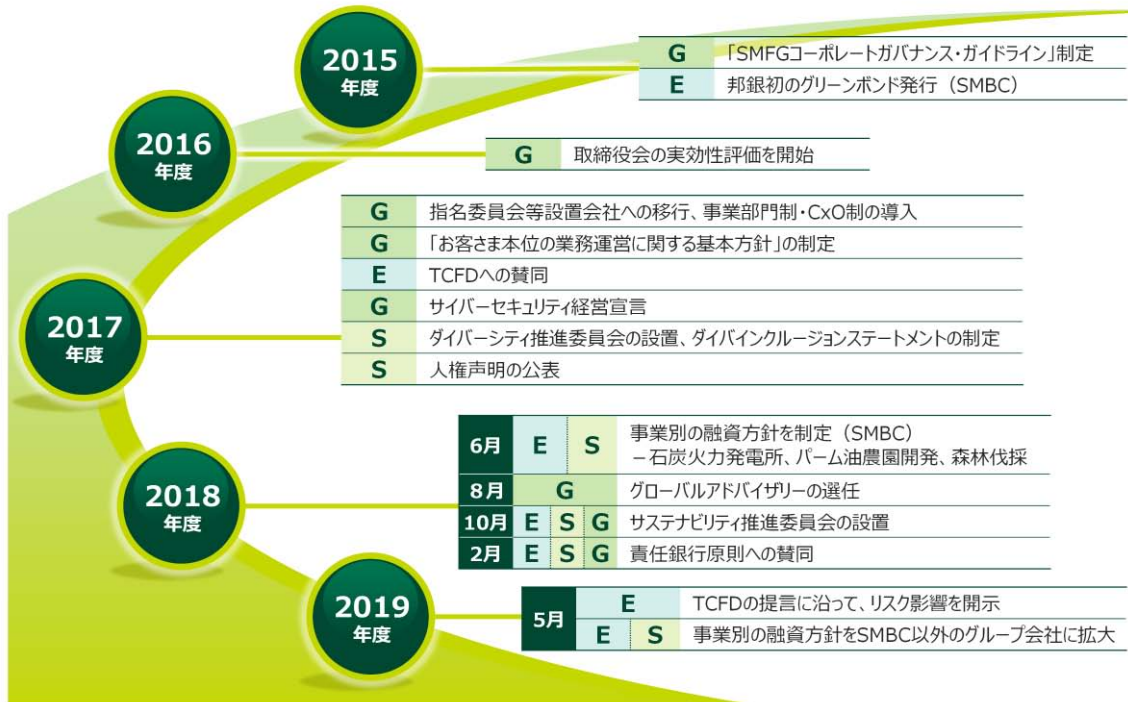 2015
年度
G 「SMFGコーポレートガバナンス・ガイドライン」制定
E 邦銀初のグリーンボンド発行（SMBC）
2016
年度
G 取締役会の実効性評価を開始
2017
年度
G 指名委員会等設置会社への移行、事業部門制・CxO制の導入
G 「お客さま本位の業務運営に関する基本方針」の制定
E TCFDへの賛同
G サイバーセキュリティ経営宣言
S ダイバーシティ推進委員会の設置、ダイバインクルージョンステートメントの制定
S 人権声明の公表
2018
年度
6月 E S 事業別の融資方針を制定（SMBC）
－石炭火力発電所、パーム油農園開発、森林伐採
8月 G グローバルアドバイザリーの選任
10月 E S G サステナビリティ推進委員会の設置
2月 E S G 責任銀行原則への賛同
2019
年度
5月 E TCFDの提言に沿って、リスク影響を開示
E S 事業別の融資方針をSMBC以外のグループ会社に拡大